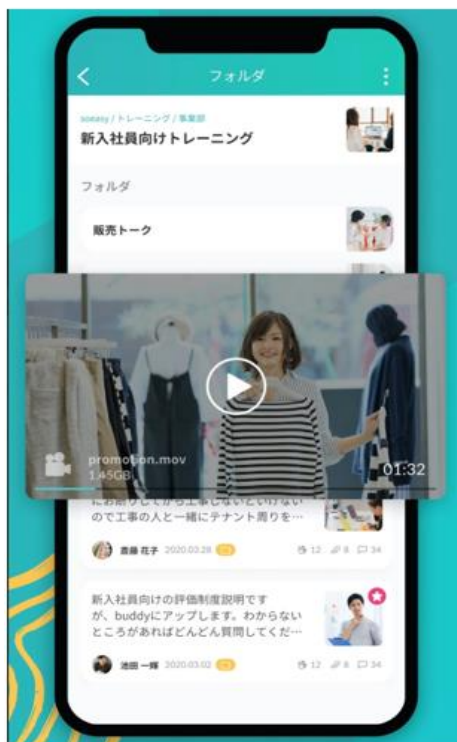 フォルダ
soeasy / トレーニング / 事業部
新入社員向けトレーニング
フォルダ
販売トーク
promotion.mov
1.45GB
01:32
にお断りしてから工事しないといけない
ので工事の人と一緒にテナント周りを…
斎藤 花子 2020.03.28 12 8 34
新入社員向けの評価制度説明です
が、buddyにアップします。わからない
ところがあればどんどん質問してくだ…
池田 一輝 2020.03.02 12 8 34